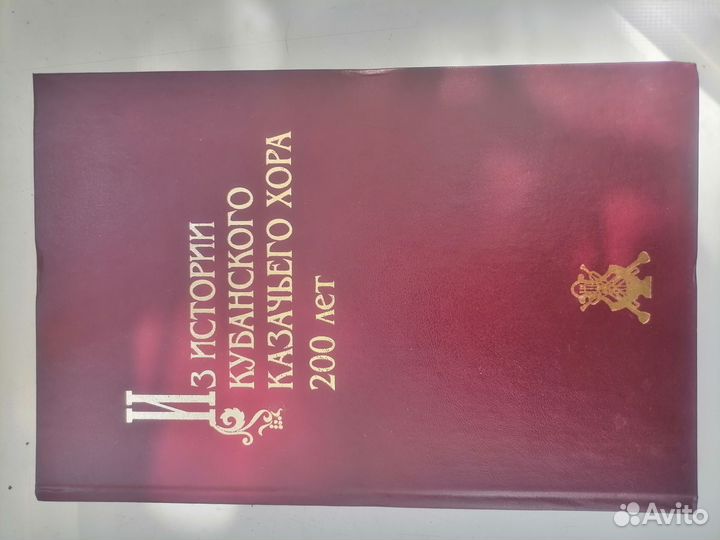 Из истории
Кубанского
казачьего хора
200 лет
Avito